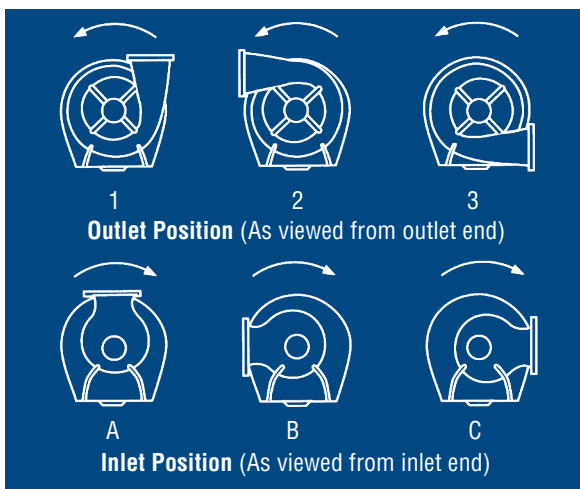 1 2 3
Outlet Position (As viewed from outlet end)
A B C
Inlet Position (As viewed from inlet end)